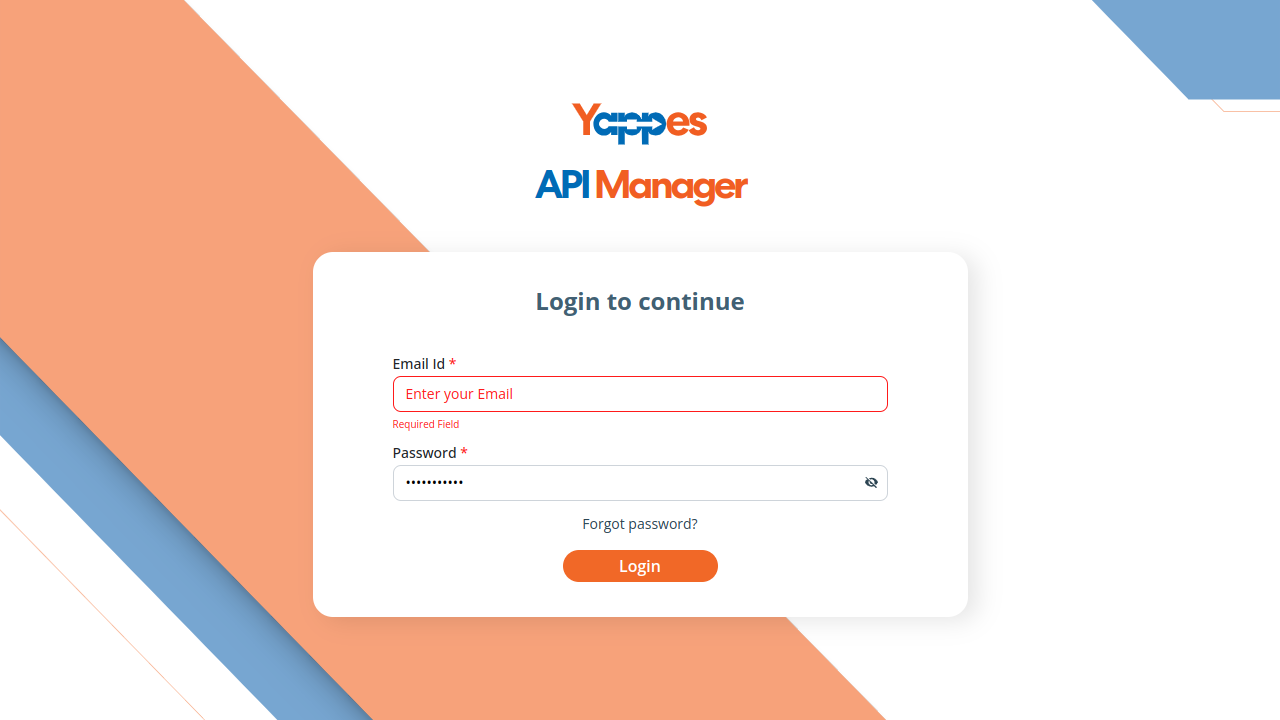 Yappes
API Manager
Login to continue
Email Id *
Enter your Email
Required Field
Password *
•••••••••••
Forgot password?
Login